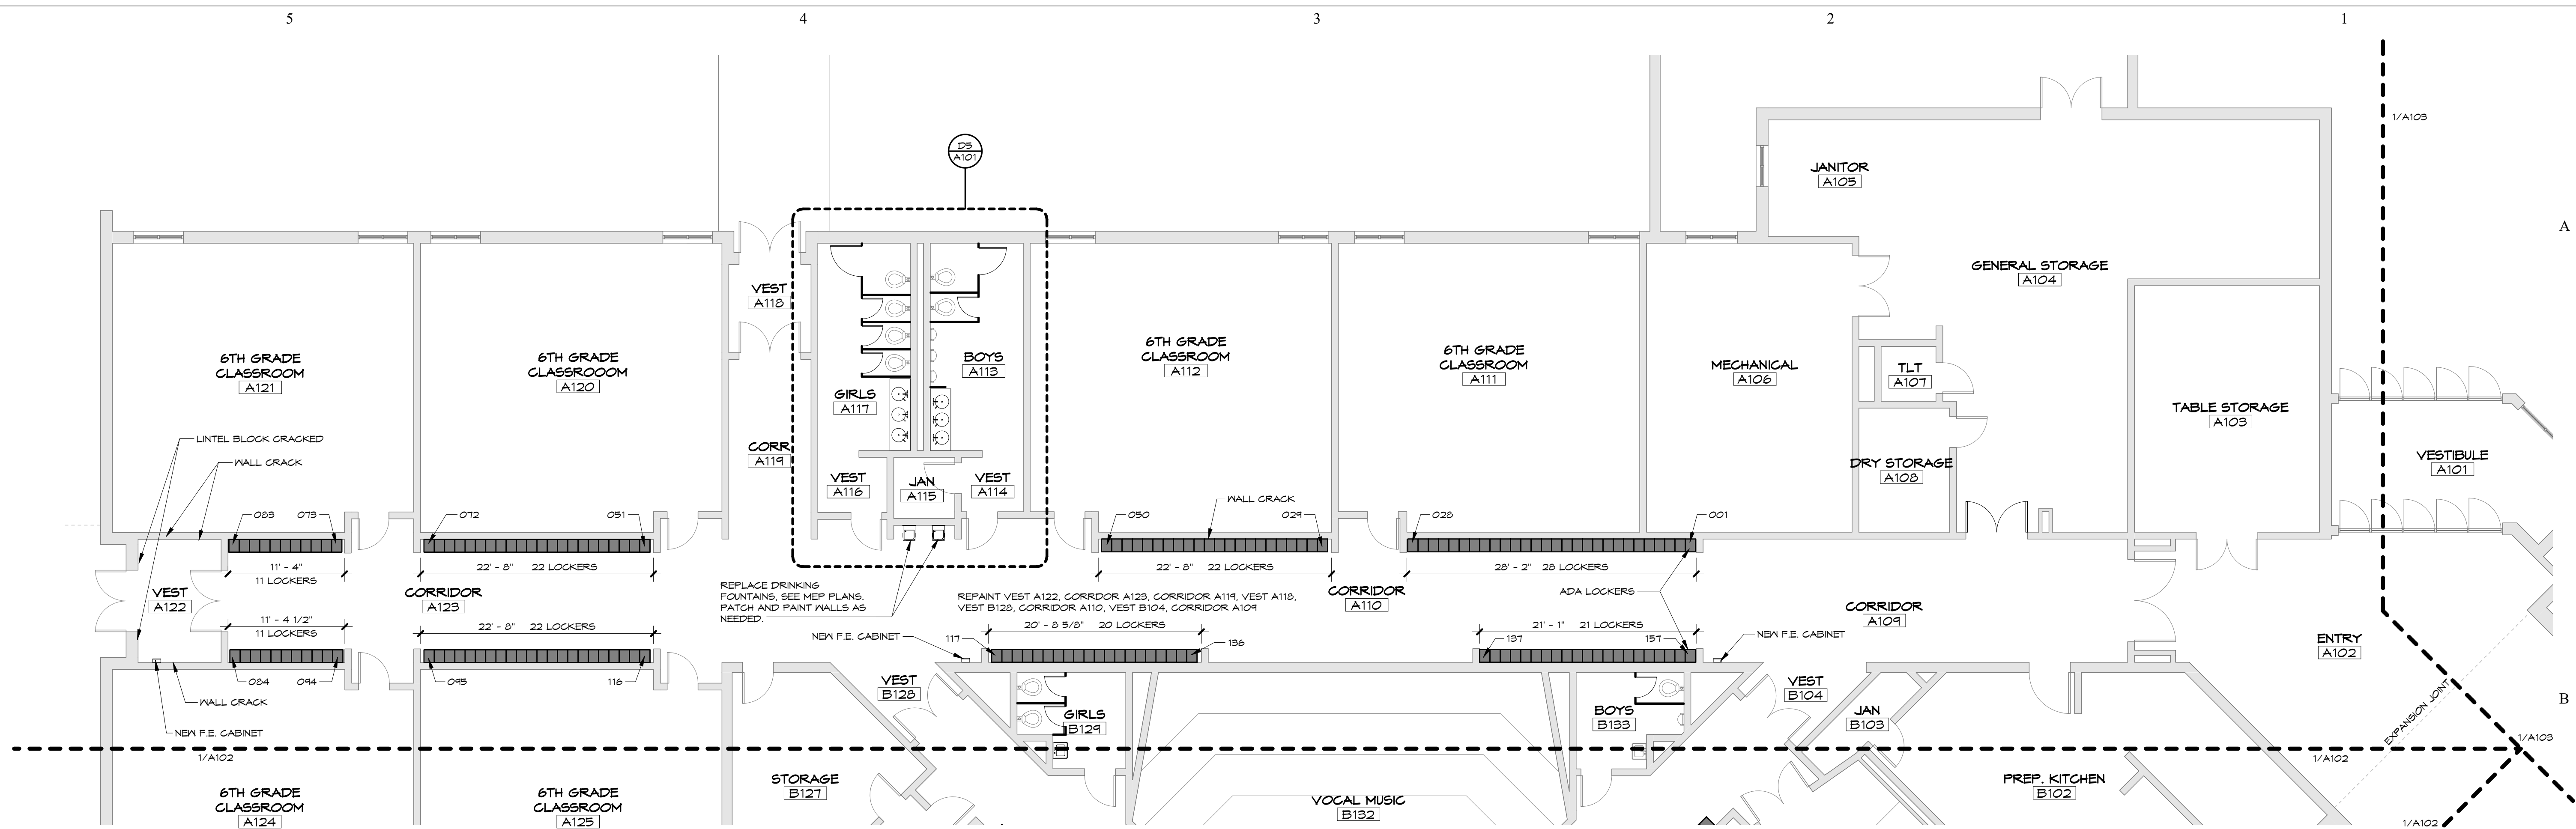 5
4
3
2
1
A
B
1/A103
D5
A101
JANITOR
A105
GENERAL STORAGE
A104
VEST
A118
6TH GRADE
CLASSROOM
A121
6TH GRADE
CLASSROOOM
A120
GIRLS
A117
BOYS
A113
6TH GRADE
CLASSROOM
A112
6TH GRADE
CLASSROOM
A111
MECHANICAL
A106
TLT
A107
TABLE STORAGE
A103
LINTEL BLOCK CRACKED
WALL CRACK
CORR
A119
VEST
A116
JAN
A115
VEST
A114
WALL CRACK
DRY STORAGE
A108
VESTIBULE
A101
083
073
072
051
050
029
028
001
11' - 4"
11 LOCKERS
22' - 8" 22 LOCKERS
22' - 8" 22 LOCKERS
28' - 2" 28 LOCKERS
VEST
A122
CORRIDOR
A123
REPLACE DRINKING
FOUNTAINS, SEE MEP PLANS.
PATCH AND PAINT WALLS AS
NEEDED.
REPAINT VEST A122, CORRDOR A123, CORRIDOR A119, VEST A118,
VEST B128, CORRIDOR A110, VEST B104, CORRIDOR A109
CORRIDOR
A110
ADA LOCKERS
CORRIDOR
A109
11' - 4 1/2"
11 LOCKERS
22' - 8" 22 LOCKERS
20' - 8 5/8" 20 LOCKERS
21' - 1" 21 LOCKERS
NEW F.E. CABINET
117
136
137
157
NEW F.E. CABINET
ENTRY
A102
084
094
095
116
WALL CRACK
NEW F.E. CABINET
VEST
B128
GIRLS
B129
BOYS
B133
VEST
B104
JAN
B103
EXPANSION JOINT
1/A102
1/A102
1/A103
6TH GRADE
CLASSROOM
A124
6TH GRADE
CLASSROOM
A125
STORAGE
B127
VOCAL MUSIC
B132
PREP. KITCHEN
B102
1/A102